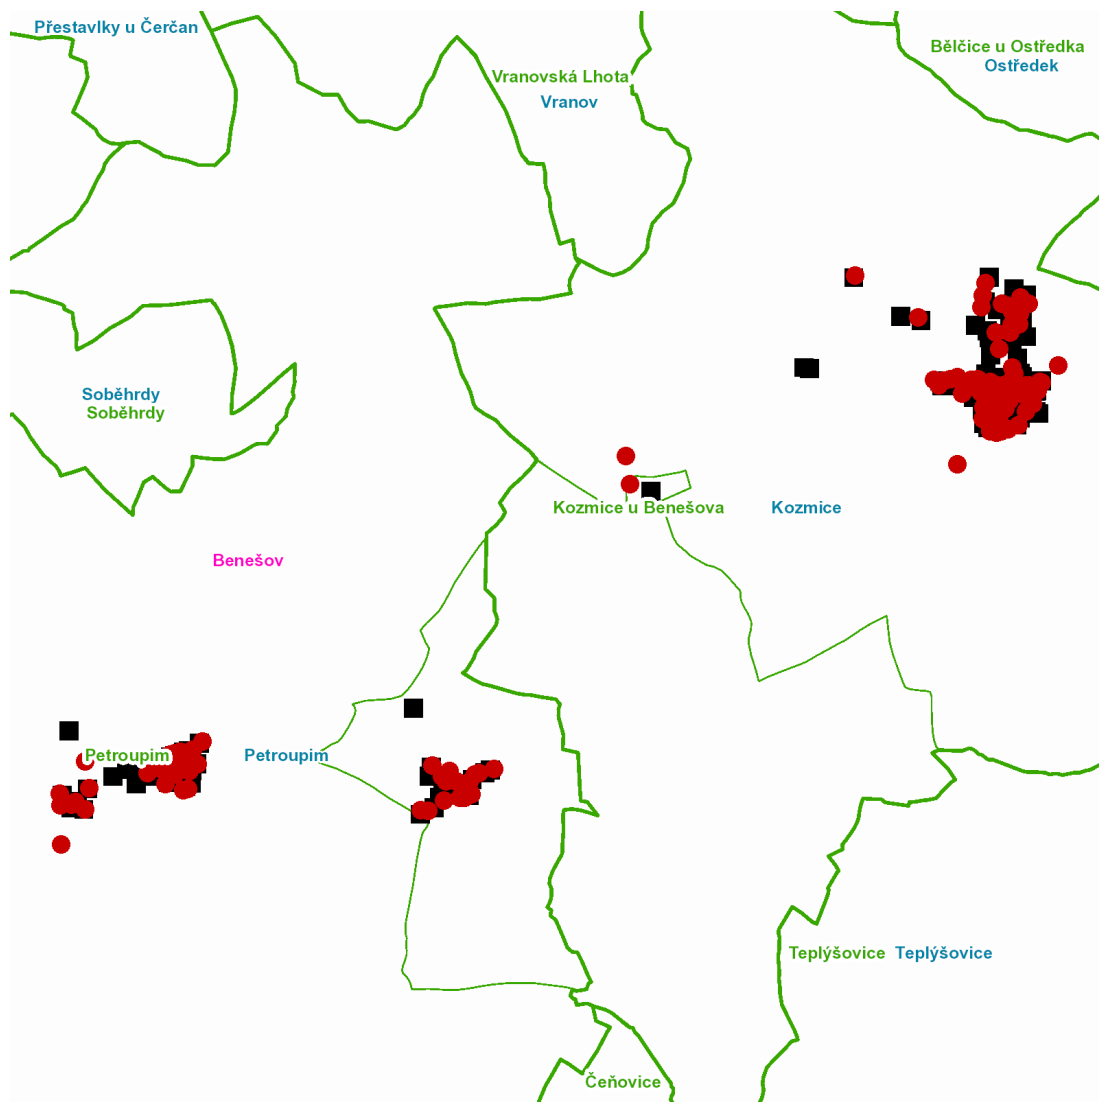 Přestavlky u Čerčan
Bělčice u Ostředka
Ostředek
Vranovská Lhota
Vranov
Soběhrdy
Soběhrdy
Kozmice u Benešova
Kozmice
Benešov
Petroupim
Petroupim
Teplýšovice
Teplýšovice
Čeňovice